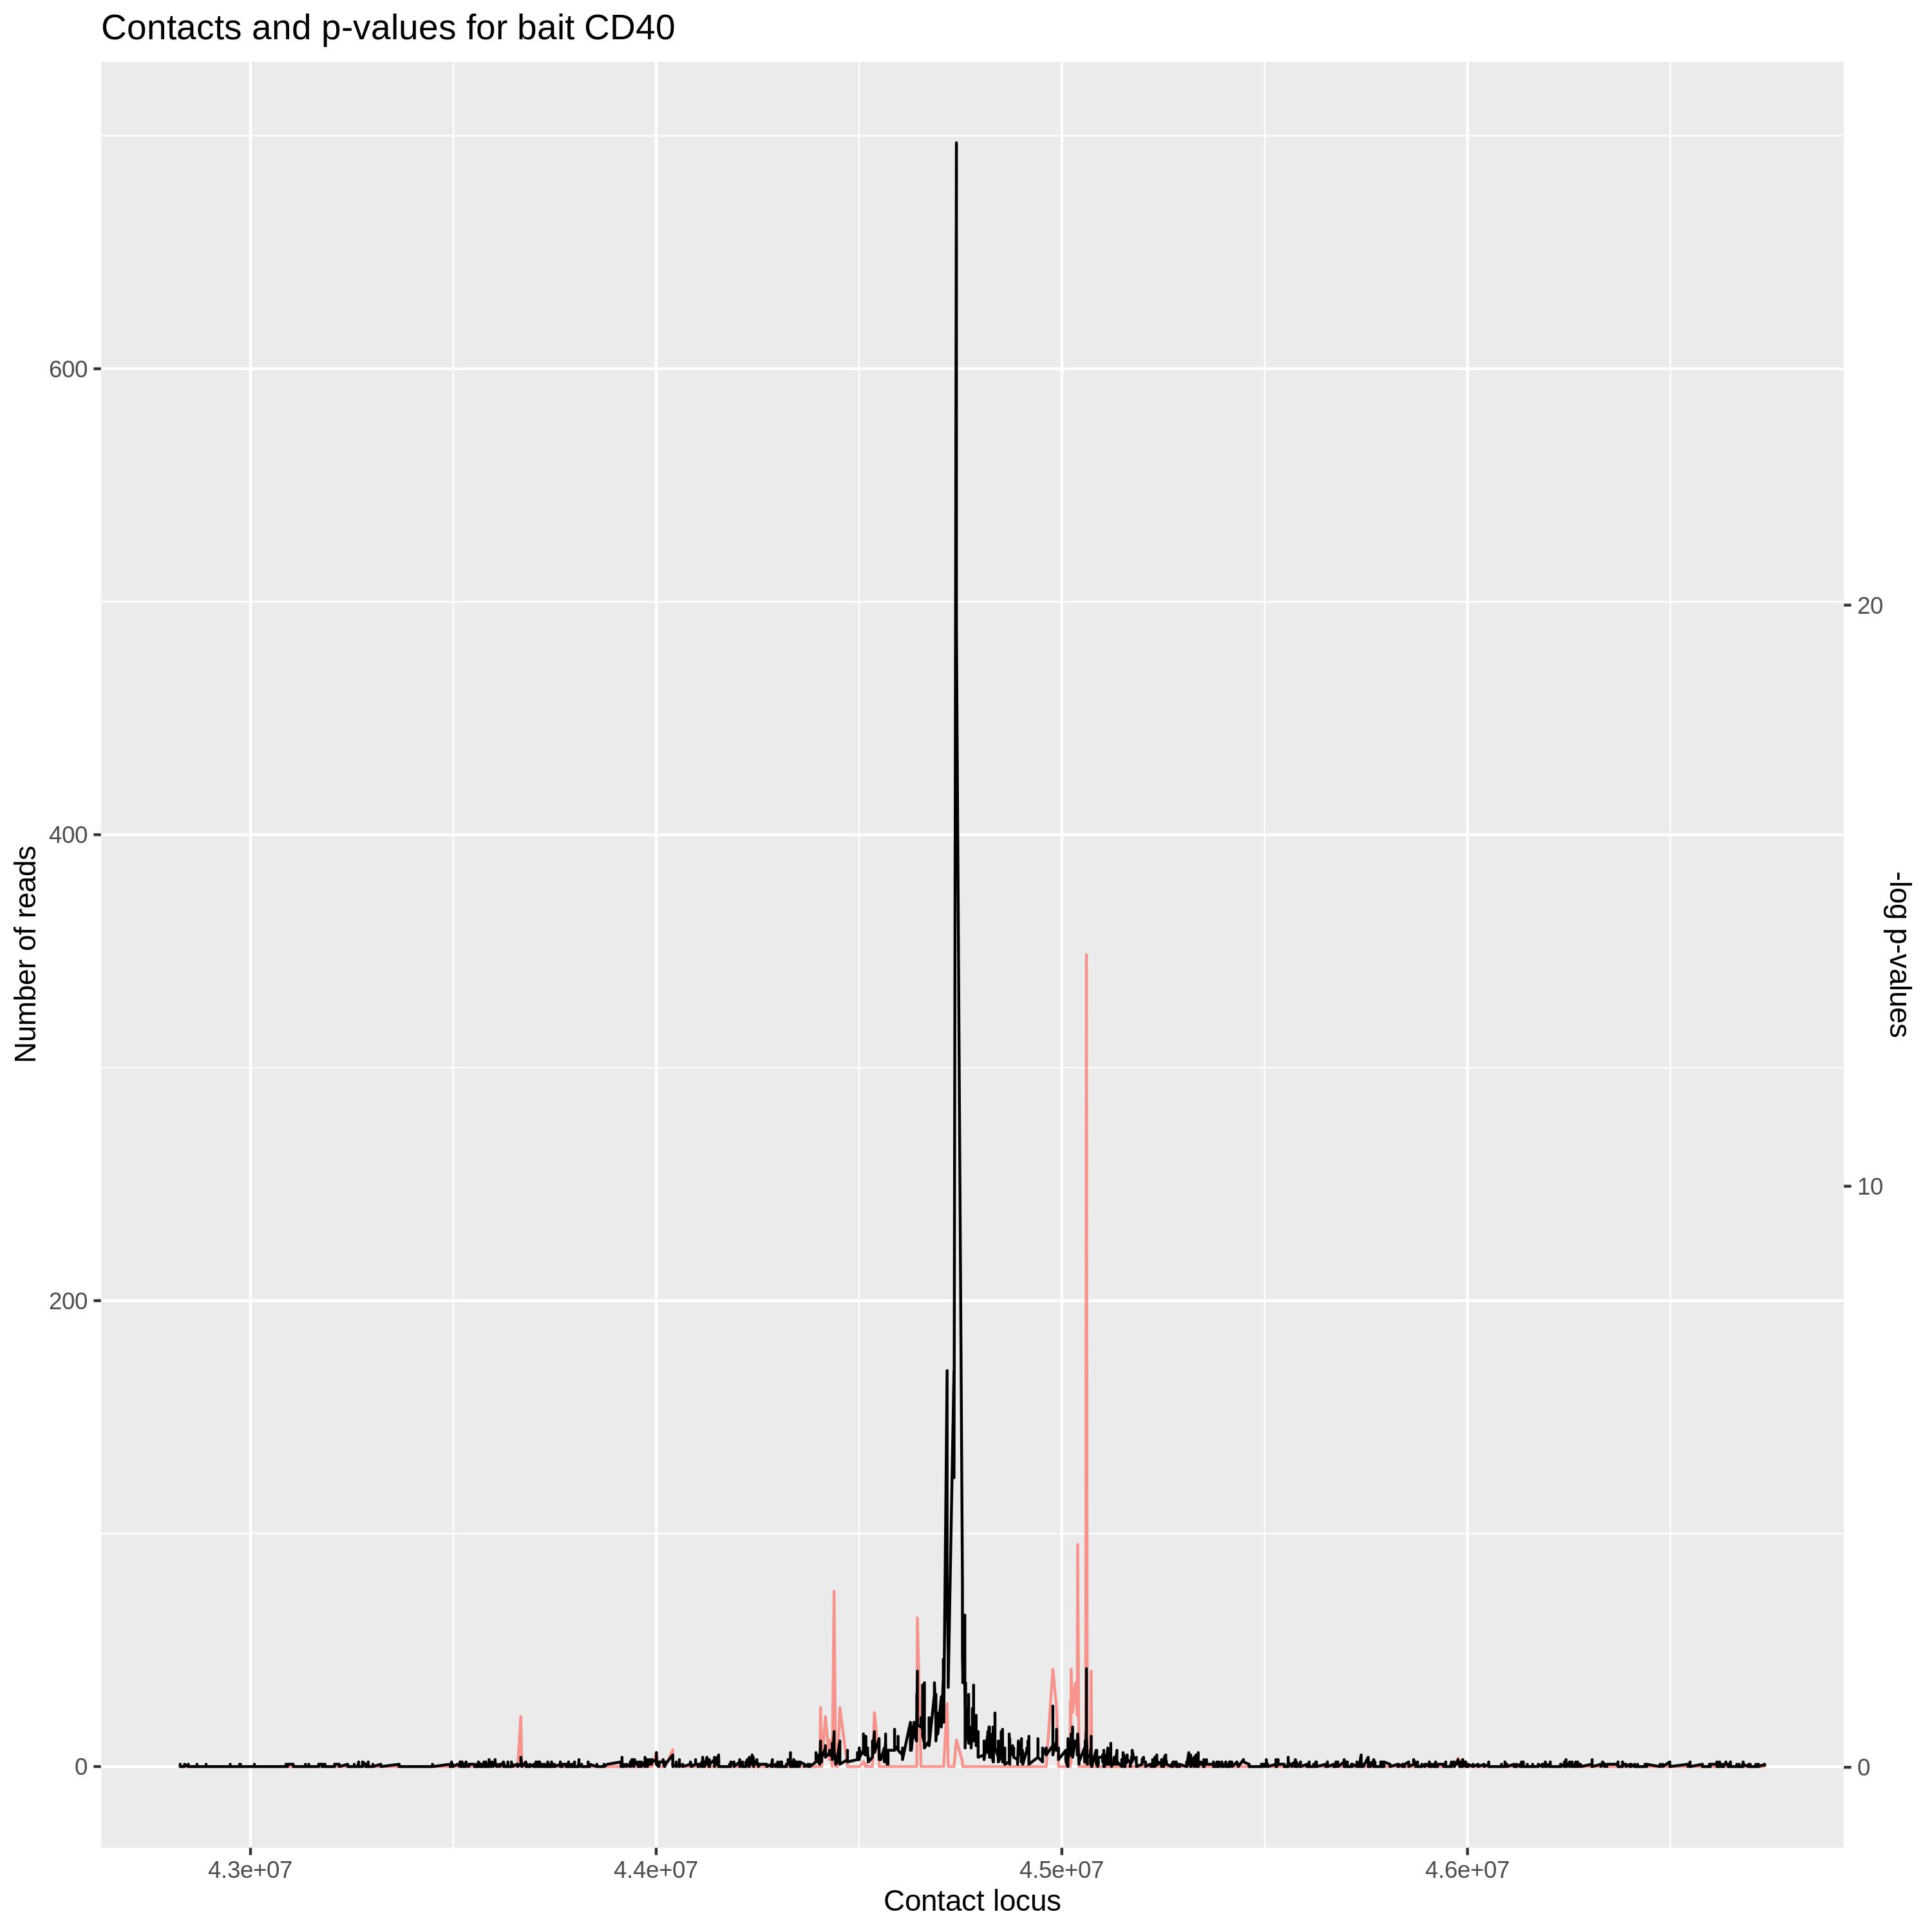 Contacts and p-values for bait CD40
600
400
200
0
Number of reads
20
10
0
-log p-values
4.3e+07 4.4e+07 4.5e+07 4.6e+07
Contact locus